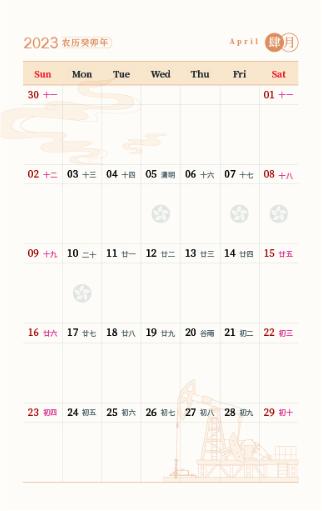 2023 农历癸卯年
April 肆月
Sun Mon Tue Wed Thu Fri Sat
30 十一 01 十一
02 十二 03 十三 04 十四 05 清明 06 十六 07 十七 08 十八
09 十九 10 二十 11 廿一 12 廿二 13 廿三 14 廿四 15 廿五
16 廿六 17 廿七 18 廿八 19 廿九 20 谷雨 21 初二 22 初三
23 初四 24 初五 25 初六 26 初七 27 初八 28 初九 29 初十